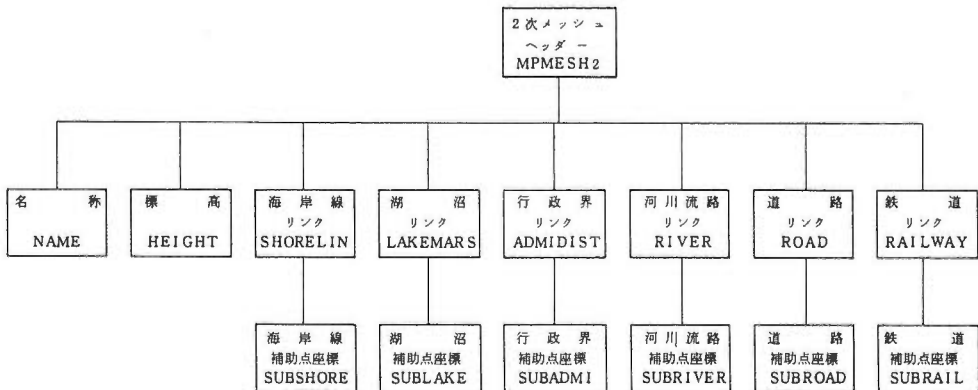 2次メッシュ
ヘッダー
MPMESH2
名称
NAME
標高
HEIGHT
海岸線
リンク
SHORELIN
湖沼
リンク
LAKEMARS
行政界
リンク
ADMIDIST
河川流路
リンク
RIVER
道路
リンク
ROAD
鉄道
リンク
RAILWAY
海岸線
補助点座標
SUBSHORE
湖沼
補助点座標
SUBLAKE
行政界
補助点座標
SUBADMI
河川流路
補助点座標
SUBRIVER
道路
補助点座標
SUBROAD
鉄道
補助点座標
SUBRAIL